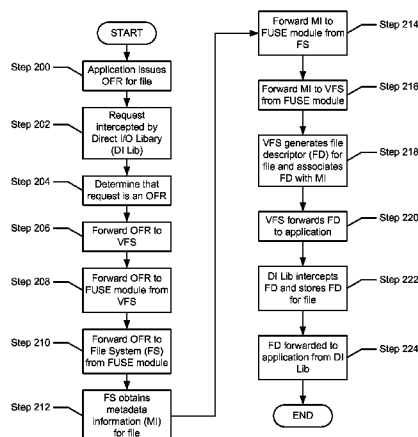 START
Step 200
Application Issues
OFR for file
Step 202
Request
intercepted by
Direct I/O Libary
(DI Lib)
Step 204
Determine that
request is an OFR
Step 206
Forward OFR to
VFS
Step 208
Forward OFR to
FUSE module from
VFS
Step 210
Forward OFR to
File System (FS)
from FUSE module
Step 212
FS obtains
metadata
information (MI) for
file
Forward MI to
FUSE module from
FS
Step 214
Forward MI to VFS
from FUSE module
Step 216
VFS generates file
descriptor (FD) for
file and associates
FD with MI
Step 218
VFS forwards FD
to application
Step 220
DI Lib intercepts
FD and stores FD
for file
Step 222
FD forwarded to
application from DI
Lib
Step 224
END